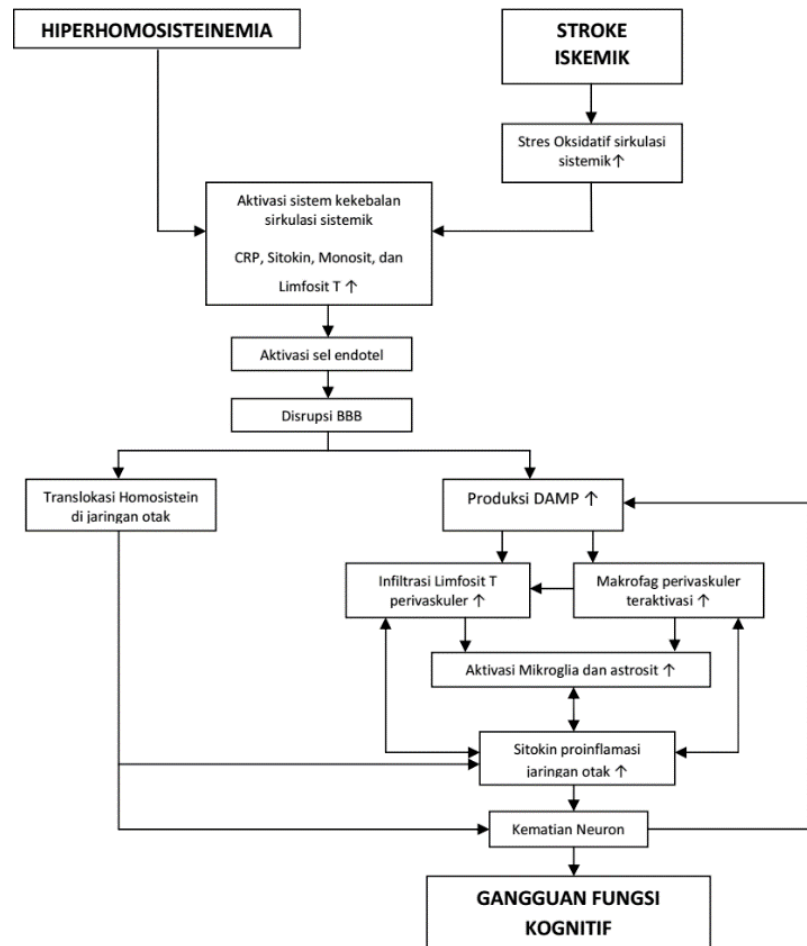 HIPERHOMOSISTEINEMIA
STROKE
ISKEMIK
Stres Oksidatif sirkulasi
sistemik↑
Aktivasi sistem kekebalan
sirkulasi sistemik
CRP, Sitokin, Monosit, dan
Limfosit T ↑
Aktivasi sel endotel
Disrupsi BBB
Translokasi Homosistein
di jaringan otak
Produksi DAMP ↑
Infiltrasi Limfosit T
perivaskuler ↑
Makrofag perivaskuler
teraktivasi ↑
Aktivasi Mikroglia dan astrosit ↑
Sitokin proinflamasi
jaringan otak ↑
Kematian Neuron
GANGGUAN FUNGSI
KOGNITIF